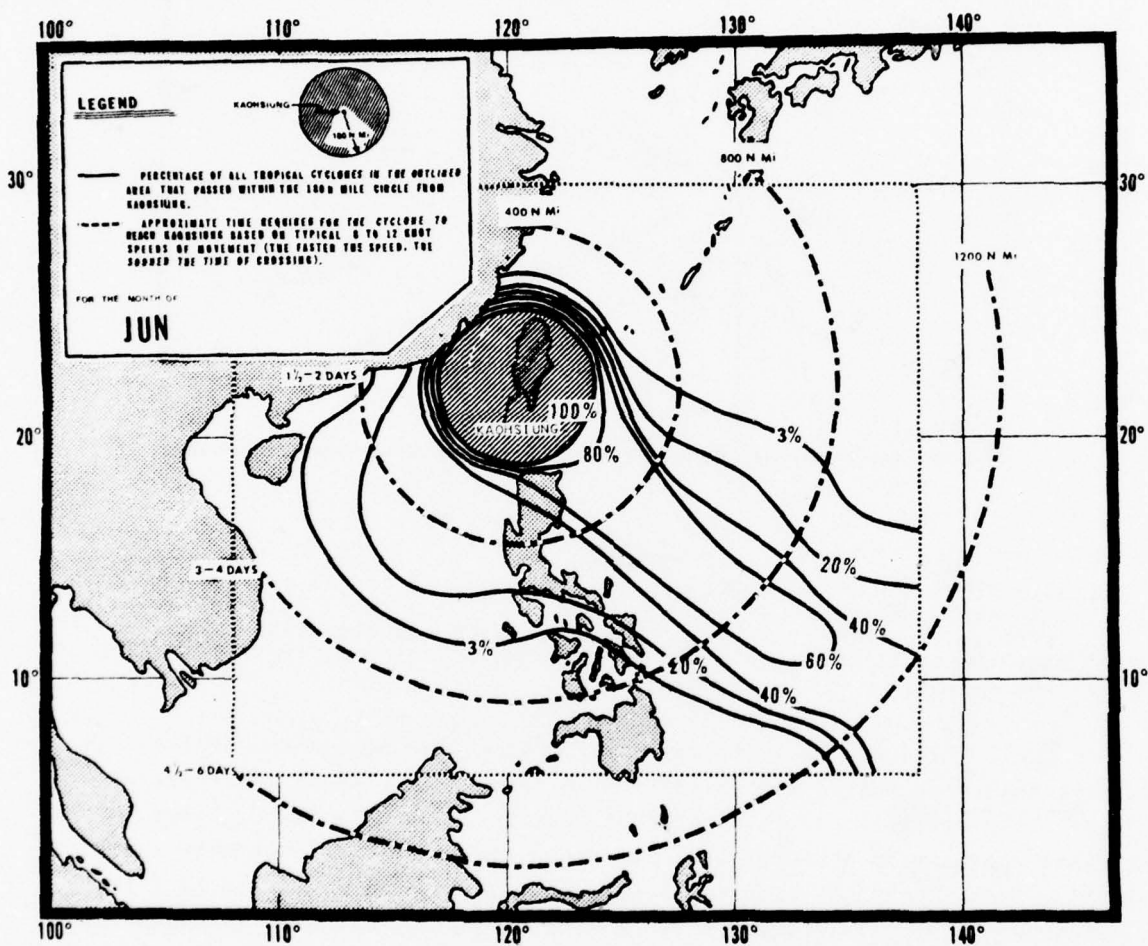 100° 110° 120° 130° 140°
LEGEND
KAOHSIUNG
180 N Mi
PERCENTAGE OF ALL TROPICAL CYCLONES IN THE OUTLINED
AREA THAT PASSED WITHIN THE 180 N MILE CIRCLE FROM
KAOHSIUNG.
APPROXIMATE TIME REQUIRED FOR THE CYCLONE TO
REACH KAOHSIUNG BASED ON TYPICAL 8 TO 12 KNOT
SPEEDS OF MOVEMENT (THE FASTER THE SPEED, THE
SOONER THE TIME OF CROSSING).
FOR THE MONTH OF
JUN
800 N Mi
30° 30°
400 N Mi
1200 N Mi
1½-2 DAYS
100%
KAOHSIUNG
3%
20° 20°
80%
20%
3-4 DAYS
40%
3%
60%
20%
10° 10°
40%
4½-6 DAYS
100° 110° 120° 130° 140°